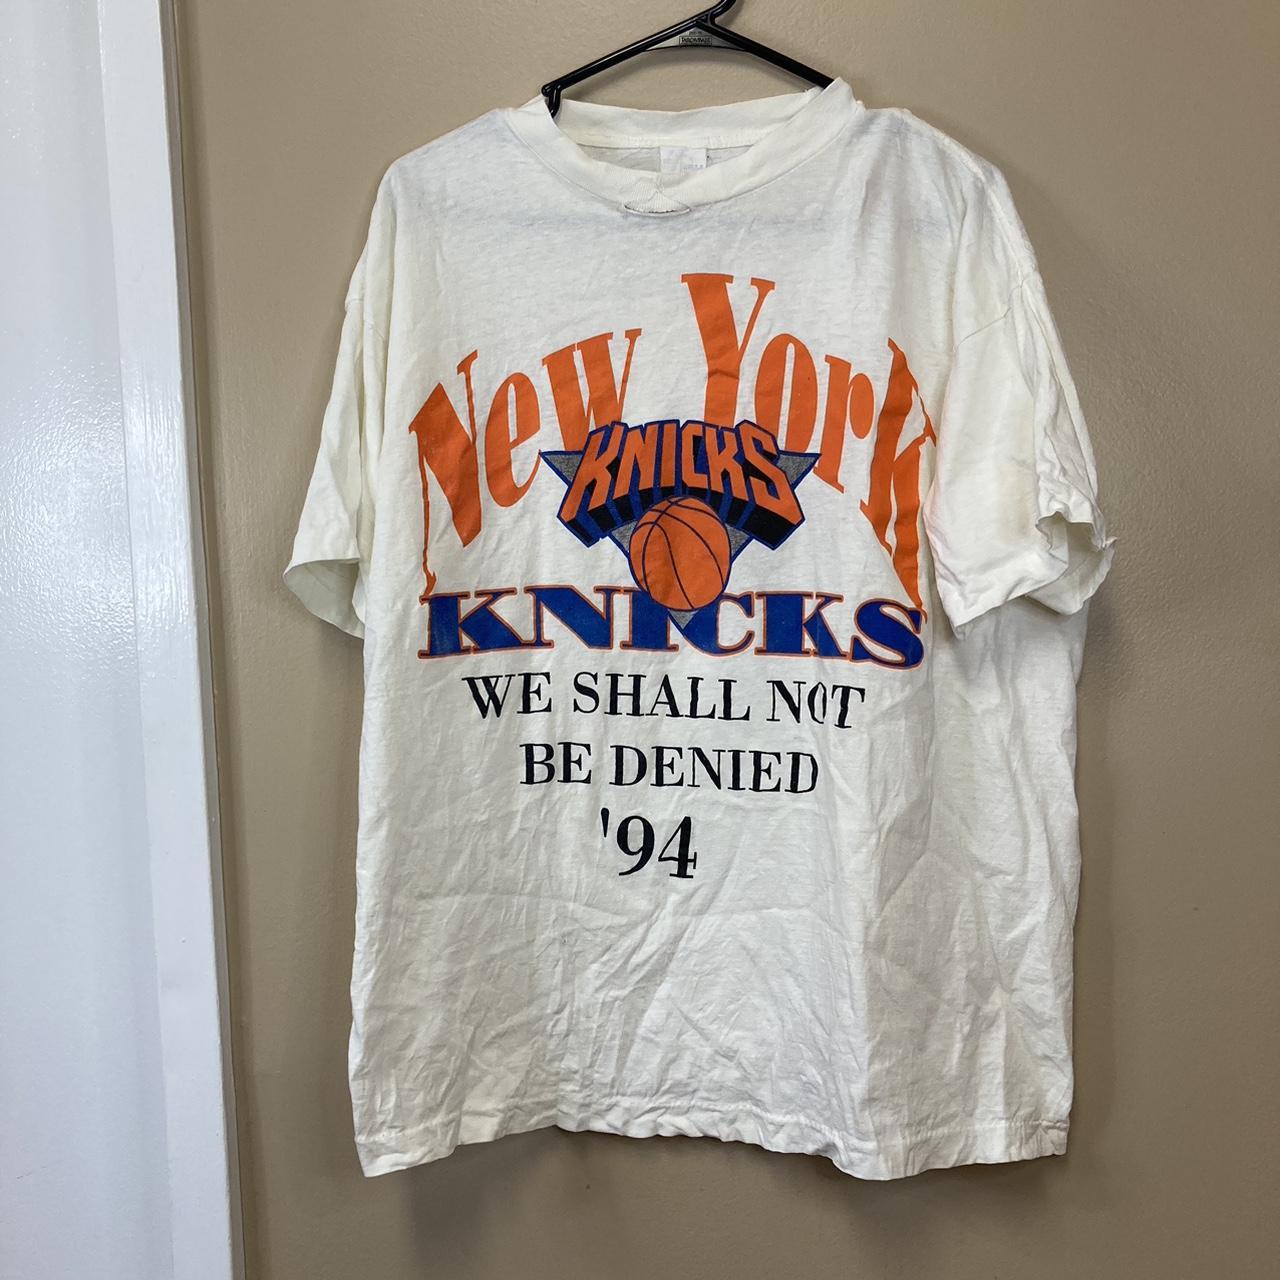 New York
KNICKS
KNICKS
WE SHALL NOT
BE DENIED
'94